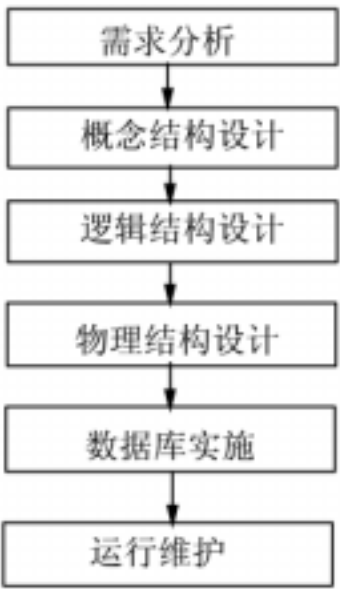 需求分析
概念结构设计
逻辑结构设计
物理结构设计
数据库实施
运行维护